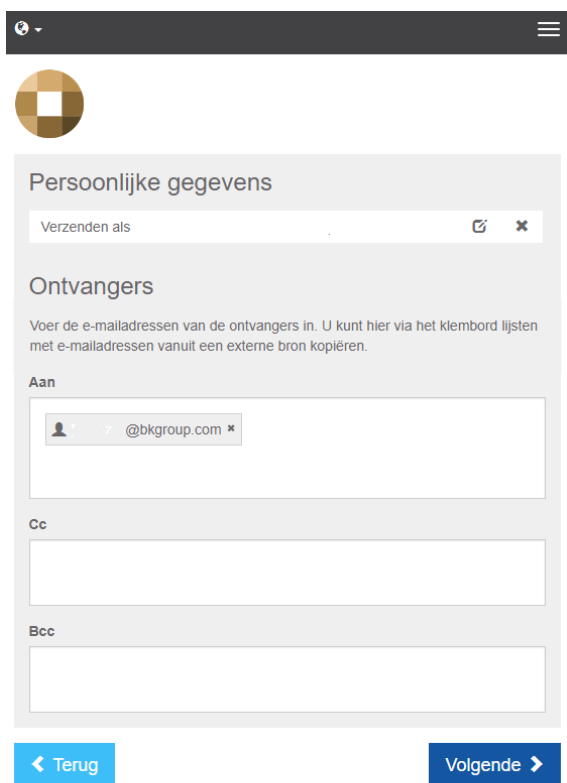 Persoonlijke gegevens
Verzenden als
Ontvangers
Voer de e-mailadressen van de ontvangers in. U kunt hier via het klembord lijsten
met e-mailadressen vanuit een externe bron kopiëren.
Aan
@bkgroup.com
Cc
Bcc
Terug
Volgende